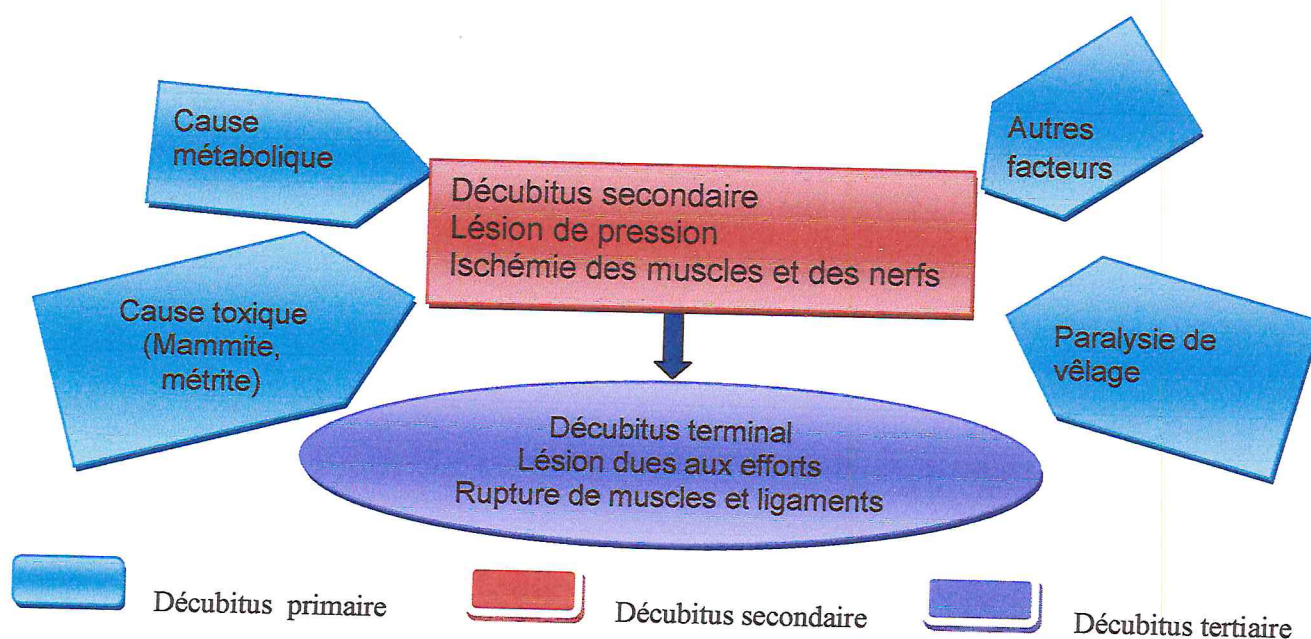 Cause
métabolique
Autres
facteurs
Décubitus secondaire
Lésion de pression
Ischémie des muscles et des nerfs
Cause toxique
(Mammite,
métrite)
Paralysie de
vêlage
Décubitus terminal
Lésion dues aux efforts
Rupture de muscles et ligaments
Décubitus primaire
Décubitus secondaire
Décubitus tertiaire